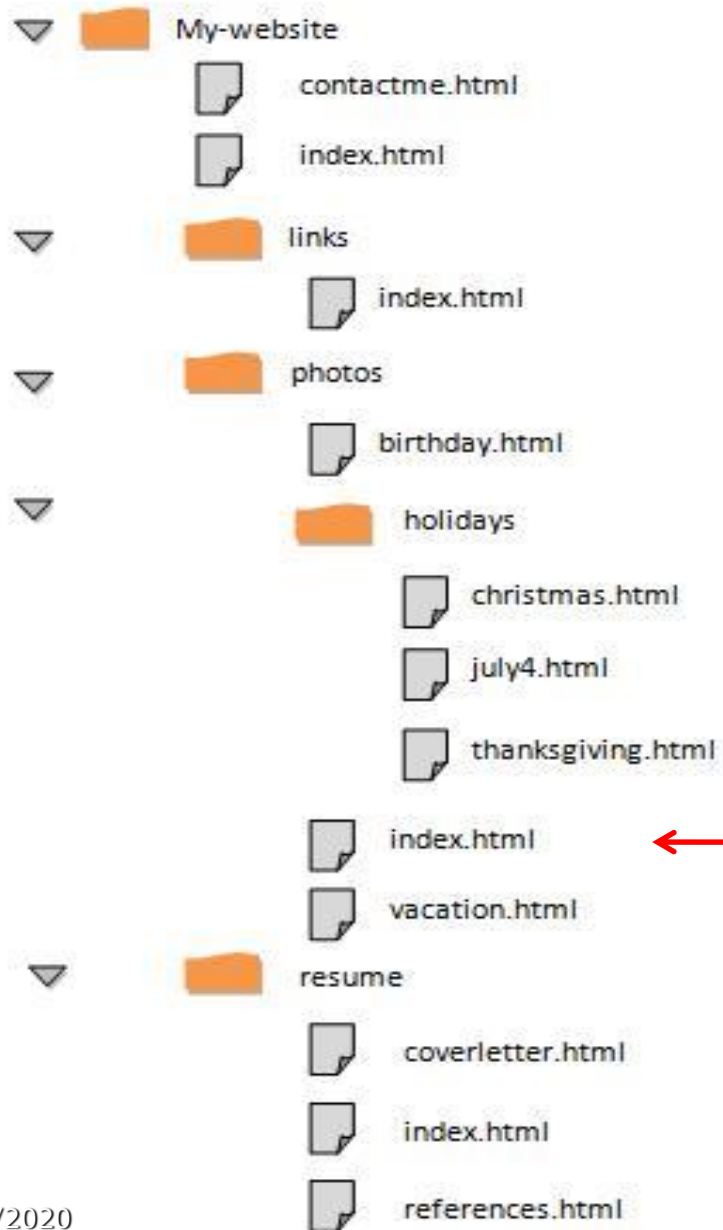 My-website
contactme.html
index.html
links
index.html
photos
birthday.html
holidays
christmas.html
july4.html
thanksgiving.html
index.html
vacation.html
resume
coverletter.html
index.html
references.html
/2020